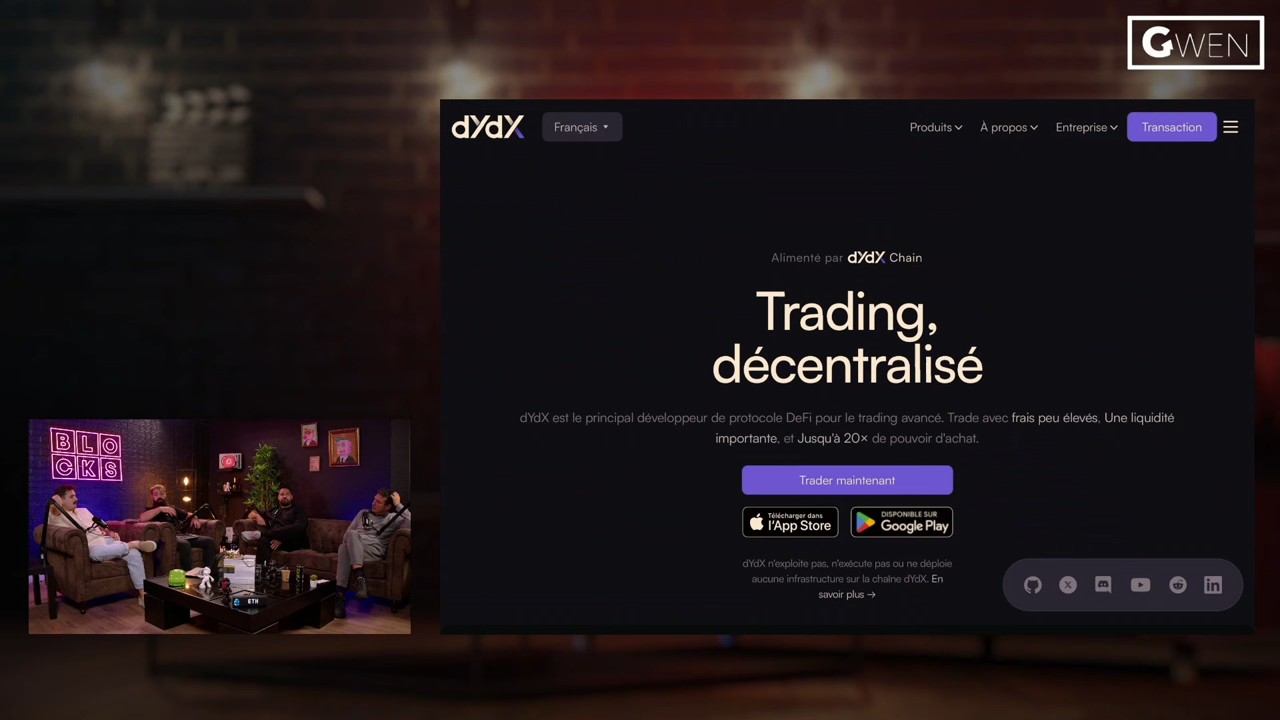 GWEN
dYdX
Français
Produits
À propos
Entreprise
Transaction
Alimenté par dYdX Chain
Trading,
décentralisé
dYdX est le principal développeur de protocole DeFi pour le trading avancé. Trade avec frais peu élevés, Une liquidité
importante, et Jusqu'à 20× de pouvoir d'achat.
Trader maintenant
Télécharger dans
l'App Store
DISPONIBLE SUR
Google Play
dYdX n'exploite pas, n'exécute pas ou ne déploie
aucune infrastructure sur la chaîne dYdX. En
savoir plus →
BLO
CKS
ETH